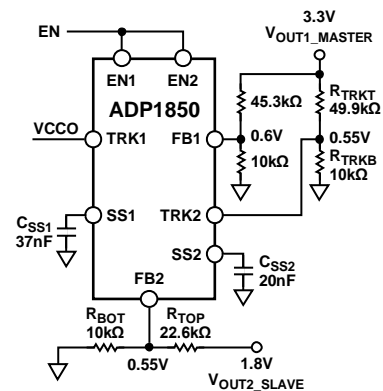 3.3V
VOUT1_MASTER
EN
EN1
EN2
ADP1850
45.3kΩ
RTRKT
49.9kΩ
VCCO
TRK1
FB1
0.6V
0.55V
10kΩ
RTRKB
10kΩ
CSS1
37nF
SS1
TRK2
SS2
CSS2
20nF
FB2
RBOT
10kΩ
RTOP
22.6kΩ
0.55V
1.8V
VOUT2_SLAVE